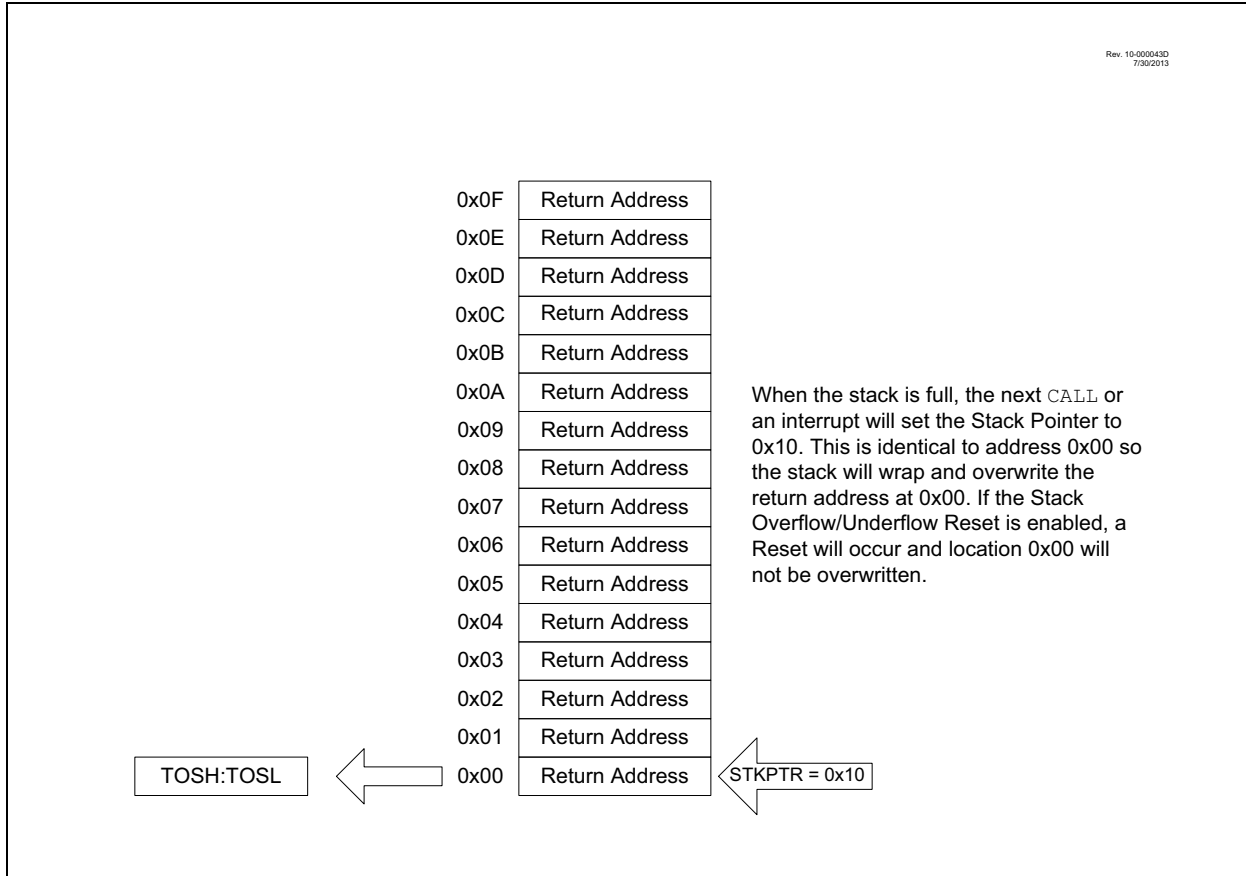 Rev. 10-000043D
7/30/2013
0x0F Return Address
0x0E Return Address
0x0D Return Address
0x0C Return Address
0x0B Return Address
0x0A Return Address
0x09 Return Address
0x08 Return Address
0x07 Return Address
0x06 Return Address
0x05 Return Address
0x04 Return Address
0x03 Return Address
0x02 Return Address
0x01 Return Address
TOSH:TOSL 0x00 Return Address STKPTR = 0x10
When the stack is full, the next CALL or
an interrupt will set the Stack Pointer to
0x10. This is identical to address 0x00 so
the stack will wrap and overwrite the
return address at 0x00. If the Stack
Overflow/Underflow Reset is enabled, a
Reset will occur and location 0x00 will
not be overwritten.